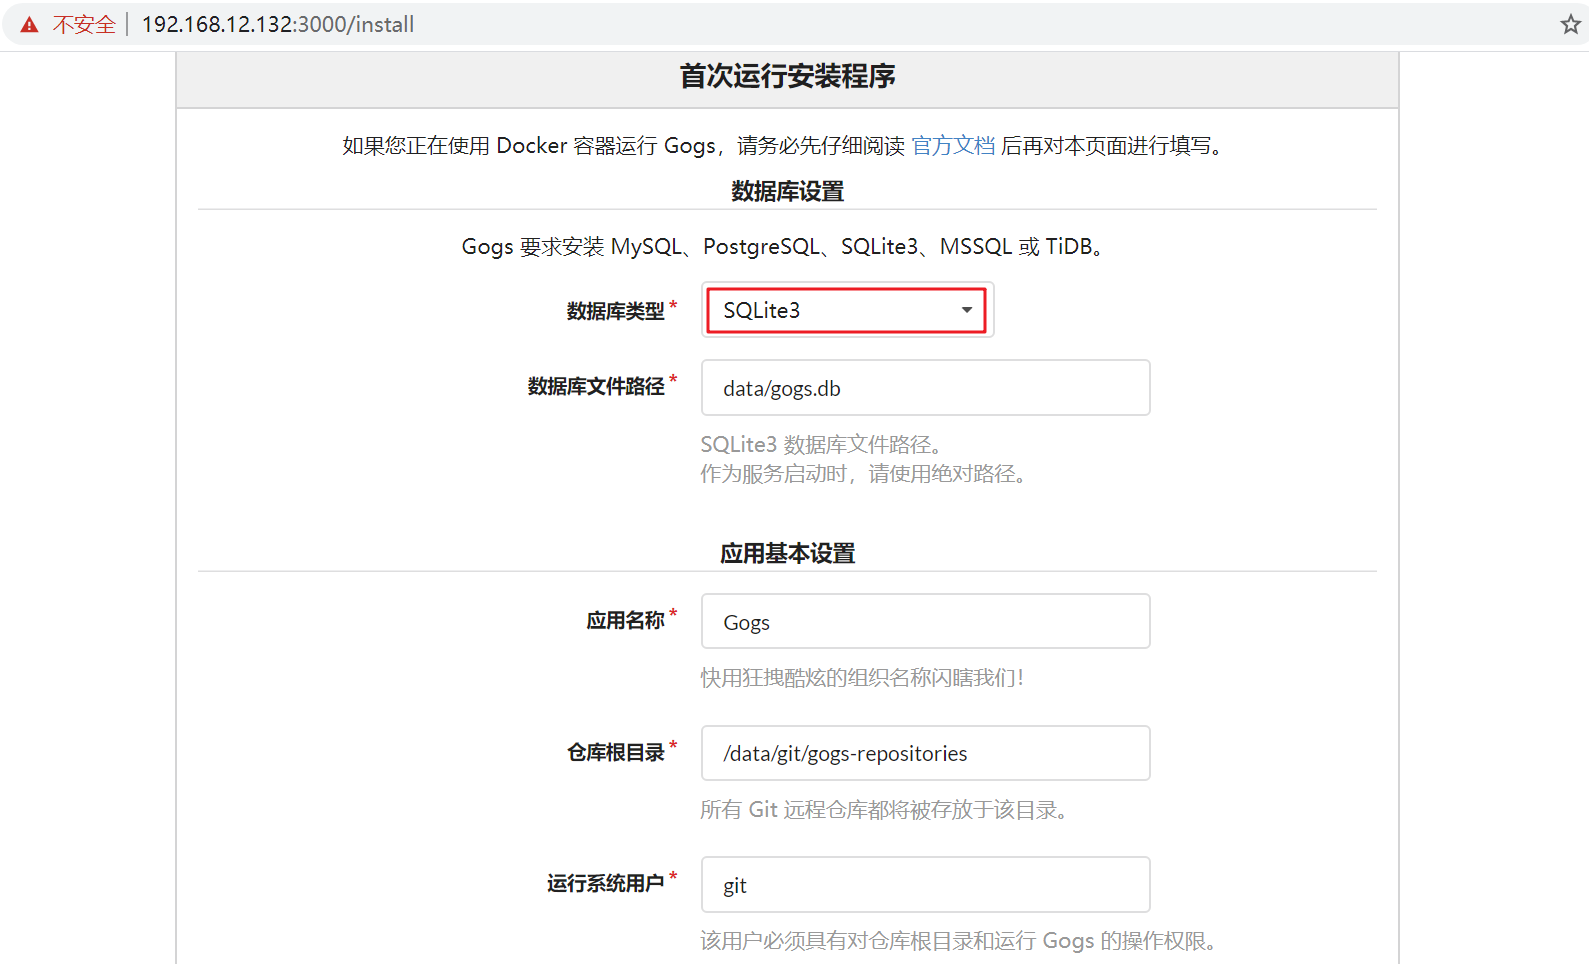 不安全 192.168.12.132:3000/install
首次运行安装程序
如果您正在使用 Docker 容器运行 Gogs，请务必先仔细阅读 官方文档 后再对本页面进行填写。
数据库设置
Gogs 要求安装 MySQL、PostgreSQL、SQLite3、MSSQL 或 TiDB。
数据库类型* SQLite3
数据库文件路径* data/gogs.db
SQLite3 数据库文件路径。
作为服务启动时，请使用绝对路径。
应用基本设置
应用名称* Gogs
快用狂拽酷炫的组织名称闪瞎我们！
仓库根目录* /data/git/gogs-repositories
所有 Git 远程仓库都将被存放于该目录。
运行系统用户* git
该用户必须具有对仓库根目录和运行 Gogs 的操作权限。